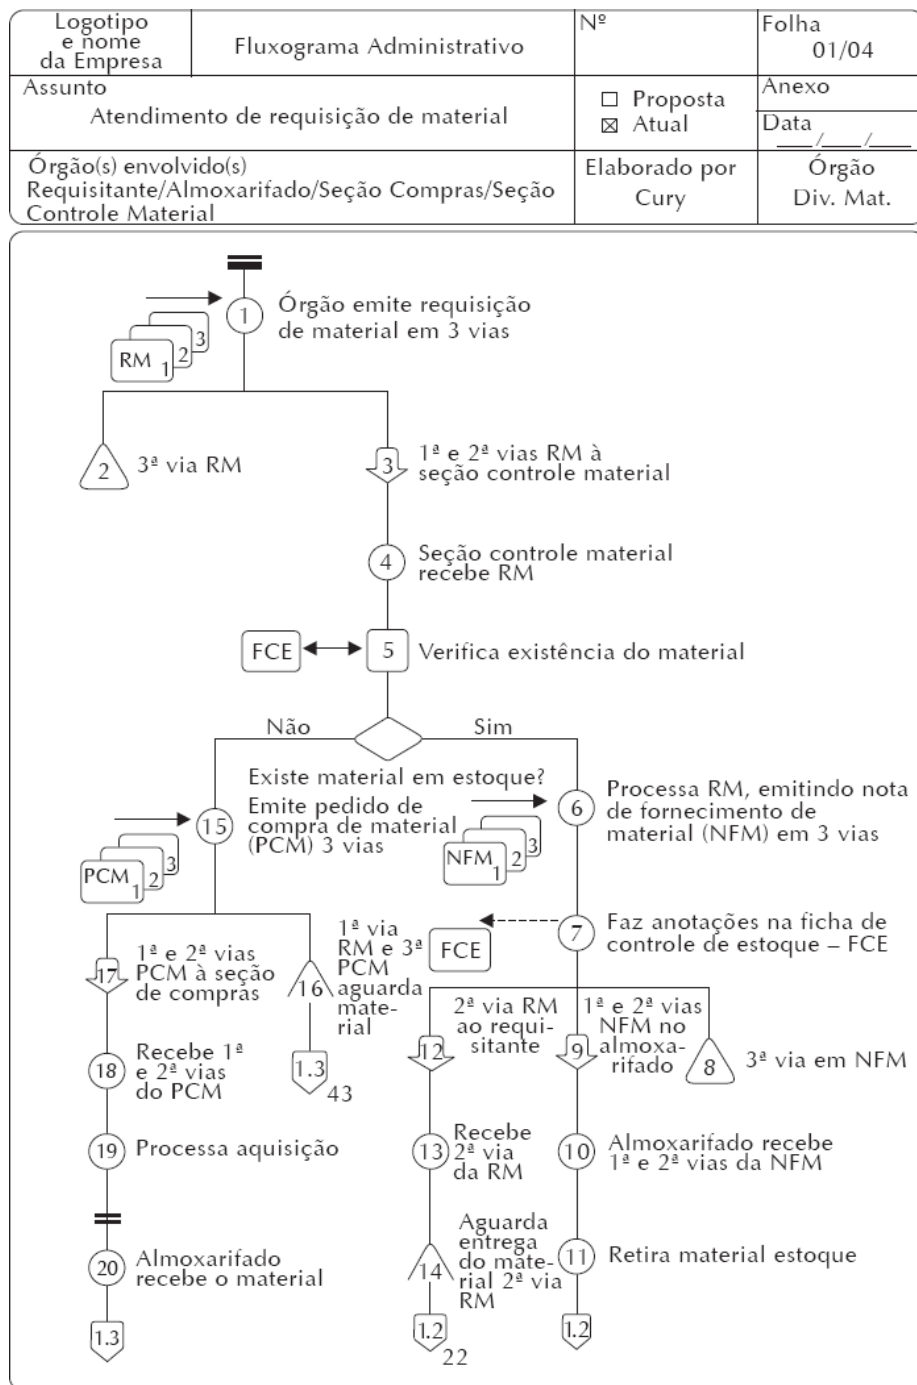 Logotipo
e nome
da Empresa
Fluxograma Administrativo
Nº
Folha
01/04
Assunto
Atendimento de requisição de material
☐ Proposta
☒ Atual
Anexo
Data
___/___/___
Órgão(s) envolvido(s)
Requisitante/Almoxarifado/Seção Compras/Seção
Controle Material
Elaborado por
Cury
Órgão
Div. Mat.
1
Órgão emite requisição
de material em 3 vias
RM 1
2
3
2
3ª via RM
3
1ª e 2ª vias RM à
seção controle material
4
Seção controle material
recebe RM
FCE
5
Verifica existência do material
Não
Sim
Existe material em estoque?
15
Emite pedido de
compra de material
(PCM) 3 vias
PCM 1
2
3
6
Processa RM, emitindo nota
de fornecimento de
material (NFM) em 3 vias
NFM 1
2
3
7
Faz anotações na ficha de
controle de estoque – FCE
FCE
17
1ª e 2ª vias
PCM à seção
de compras
16
1ª via
RM e 3ª
PCM
aguarda
mate-
rial
1.3
43
12
2ª via RM
ao requi-
sitante
9
1ª e 2ª vias
NFM no
almoxa-
rifado
8
3ª via em NFM
18
Recebe 1ª
e 2ª vias
do PCM
19
Processa aquisição
13
Recebe
2ª via
da RM
10
Almoxarifado recebe
1ª e 2ª vias da NFM
20
Almoxarifado
recebe o material
14
Aguarda
entrega
do mate-
rial 2ª via
RM
11
Retira material estoque
1.3
1.2
22
1.2